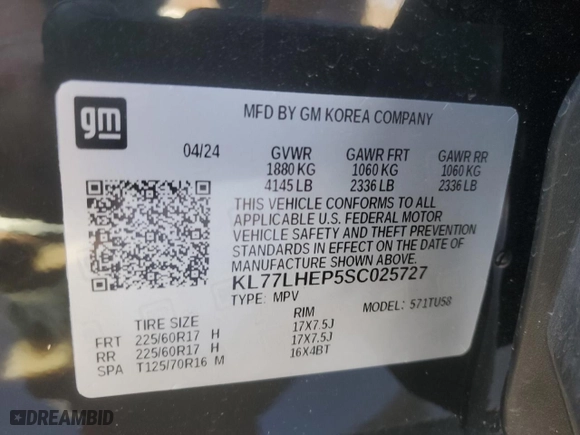 gm
MFD BY GM KOREA COMPANY
04/24 GVWR GAWR FRT GAWR RR
1880 KG 1060 KG 1060 KG
4145 LB 2336 LB 2336 LB
THIS VEHICLE CONFORMS TO ALL
APPLICABLE U.S. FEDERAL MOTOR
VEHICLE SAFETY AND THEFT PREVENTION
STANDARDS IN EFFECT ON THE DATE
OF MANUFACTURE SHOWN ABOVE.
KL77LHEP5SC025727
TYPE: MPV MODEL: 571TU58
TIRE SIZE RIM
FRT 225/60R17 H 17X7.5J
RR 225/60R17 H 17X7.5J
SPA T125/70R16 M 16X4BT
DREAMBID